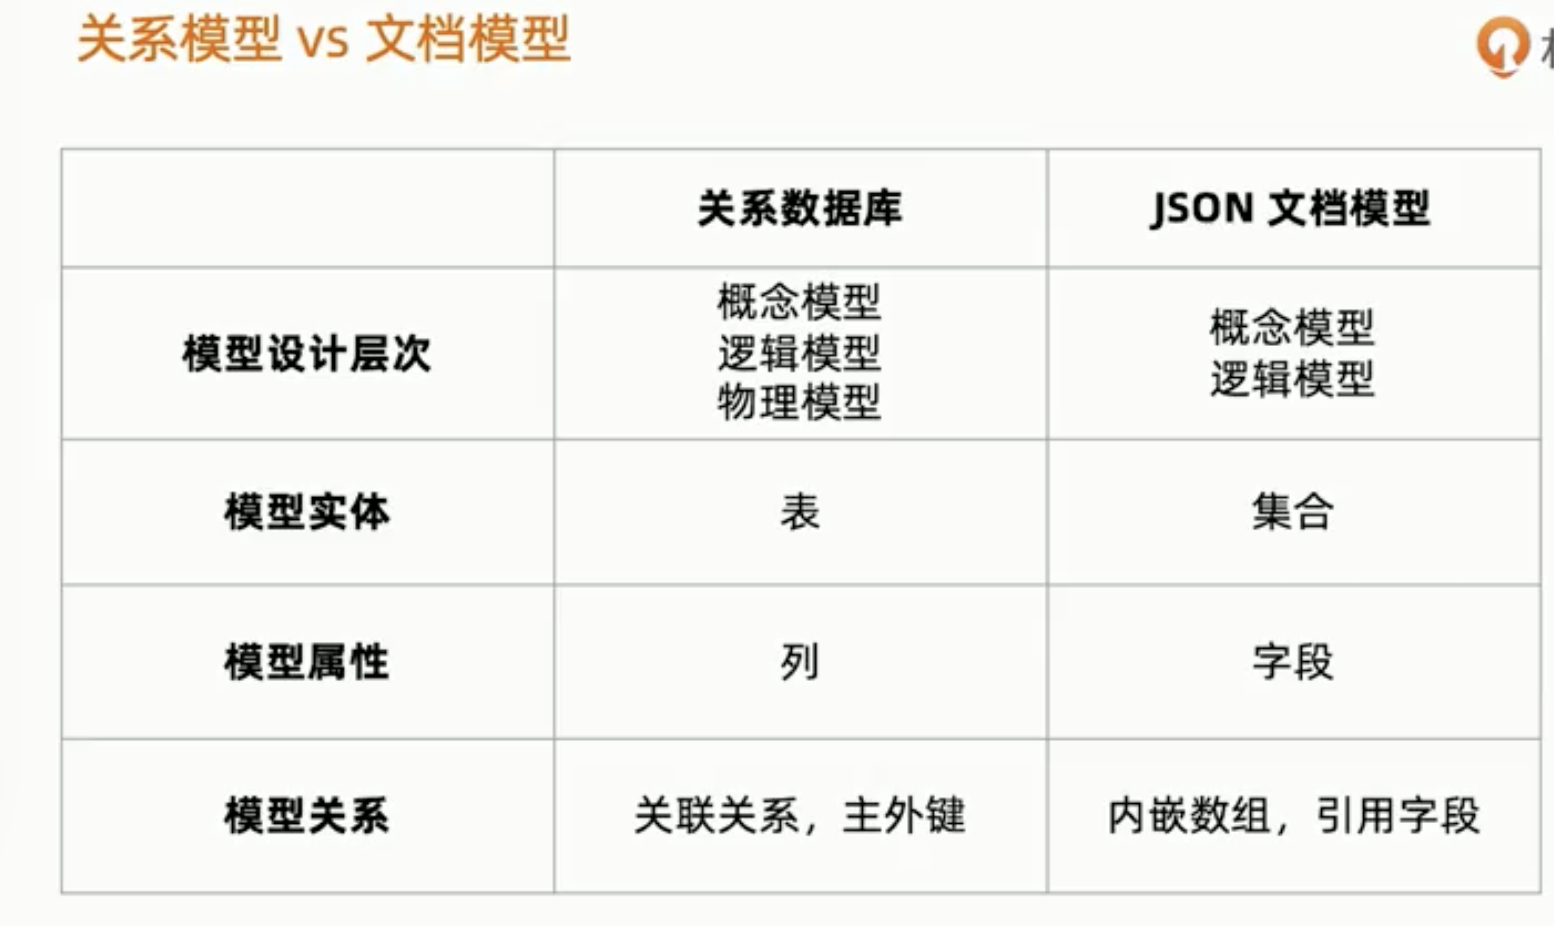 关系模型 vs 文档模型
关系数据库
JSON 文档模型
模型设计层次
概念模型
逻辑模型
物理模型
概念模型
逻辑模型
模型实体
表
集合
模型属性
列
字段
模型关系
关联关系，主外键
内嵌数组，引用字段